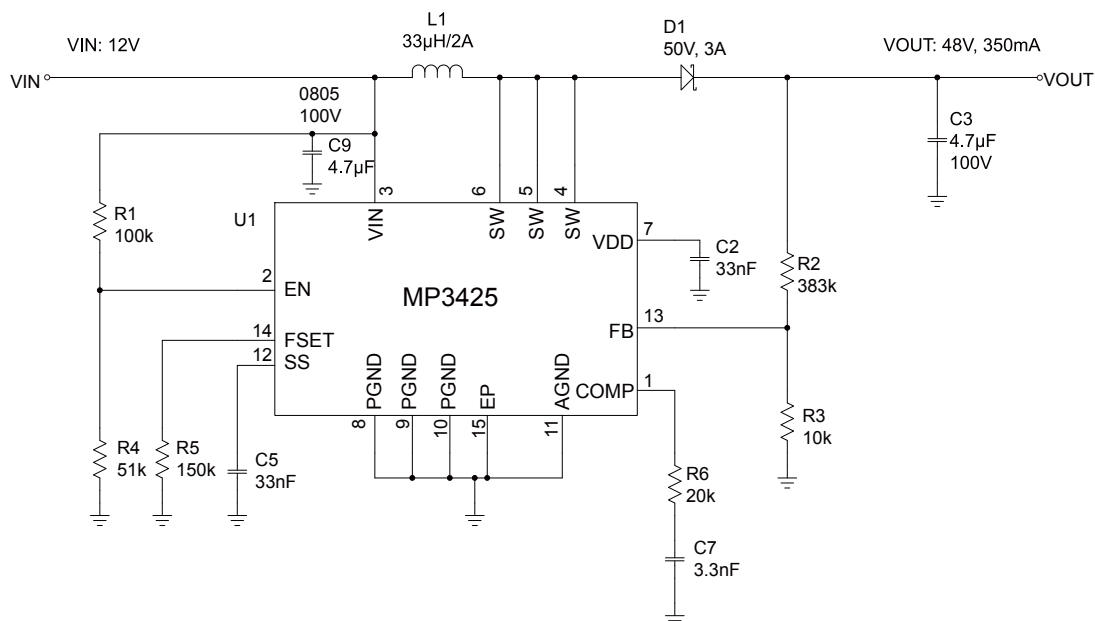 L1
33µH/2A
D1
50V, 3A
VIN: 12V
VOUT: 48V, 350mA
VIN
VOUT
0805
100V
C9
4.7µF
C3
4.7µF
100V
3
6
5
4
R1
100k
U1
VIN
SW
SW
SW
VDD
7
C2
33nF
R2
383k
2
EN
MP3425
14
FSET
12
SS
FB
13
COMP
1
PGND
PGND
PGND
EP
AGND
8
9
10
15
11
R3
10k
R4
51k
R5
150k
C5
33nF
R6
20k
C7
3.3nF